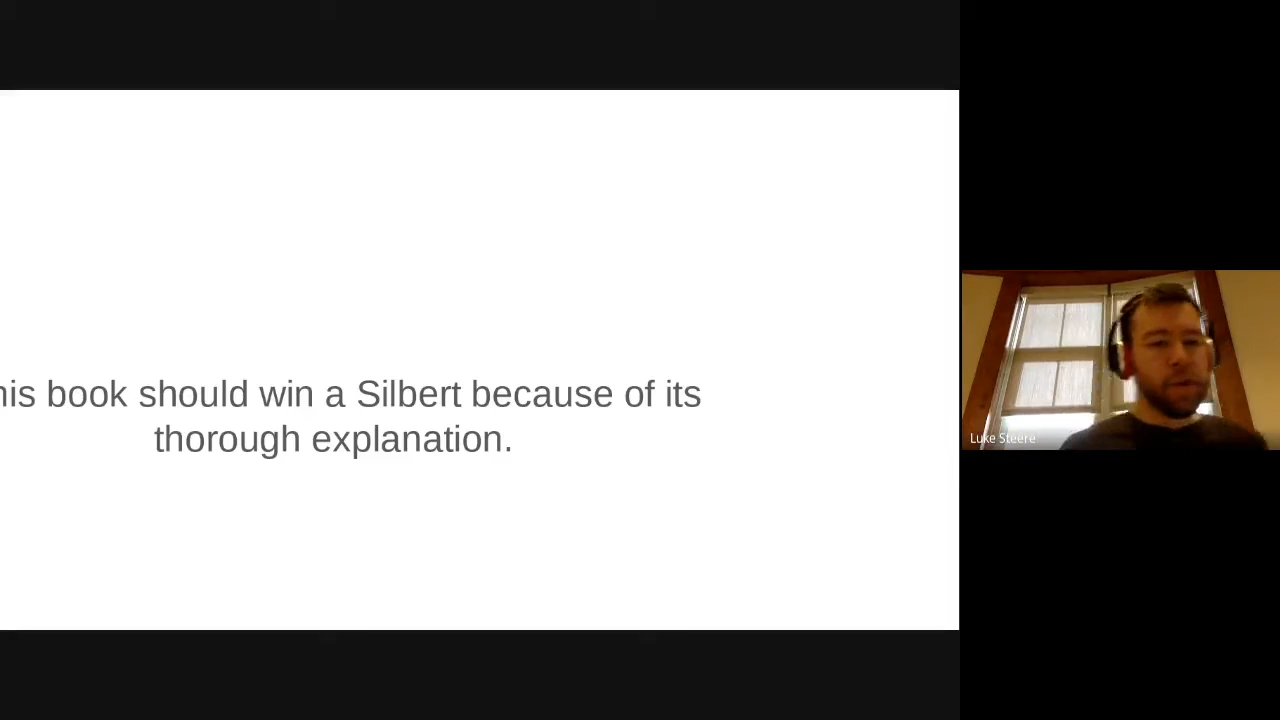 his book should win a Silbert because of its
thorough explanation.
Luke Steere